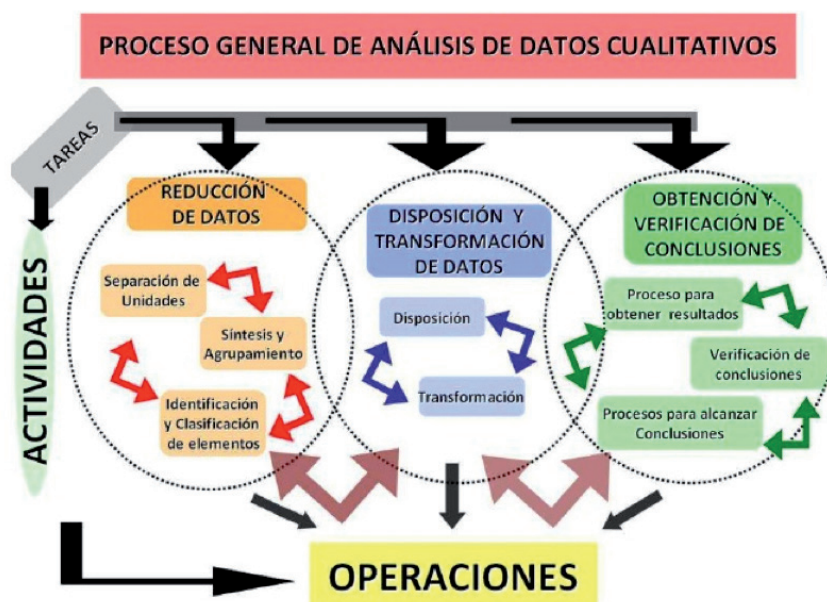 PROCESO GENERAL DE ANÁLISIS DE DATOS CUALITATIVOS
TAREAS
REDUCCIÓN
DE DATOS
DISPOSICIÓN Y
TRANSFORMACIÓN
DE DATOS
OBTENCIÓN Y
VERIFICACIÓN DE
CONCLUSIONES
ACTIVIDADES
Separación de
Unidades
Síntesis y
Agrupamiento
Identificación
y Clasificación
de elementos
Disposición
Transformación
Proceso para
obtener resultados
Verificación de
conclusiones
Procesos para alcanzar
Conclusiones
OPERACIONES